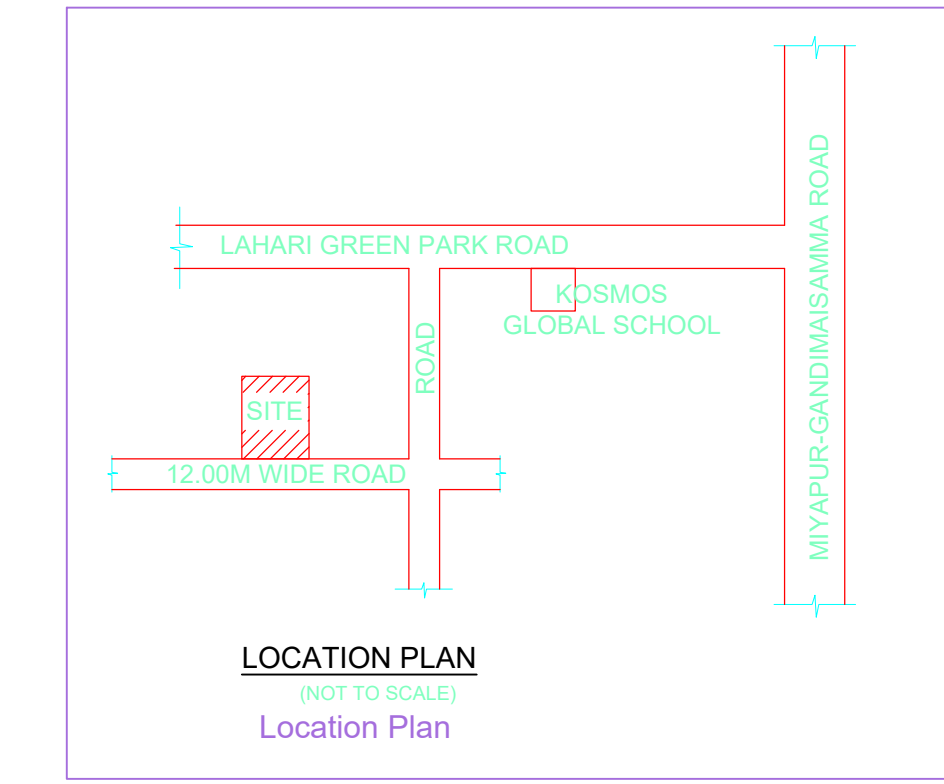 LAHARI GREEN PARK ROAD
KOSMOS
GLOBAL SCHOOL
ROAD
MIYAPUR-GANDIMAISAMMA ROAD
SITE
12.00M WIDE ROAD
LOCATION PLAN
(NOT TO SCALE)
Location Plan